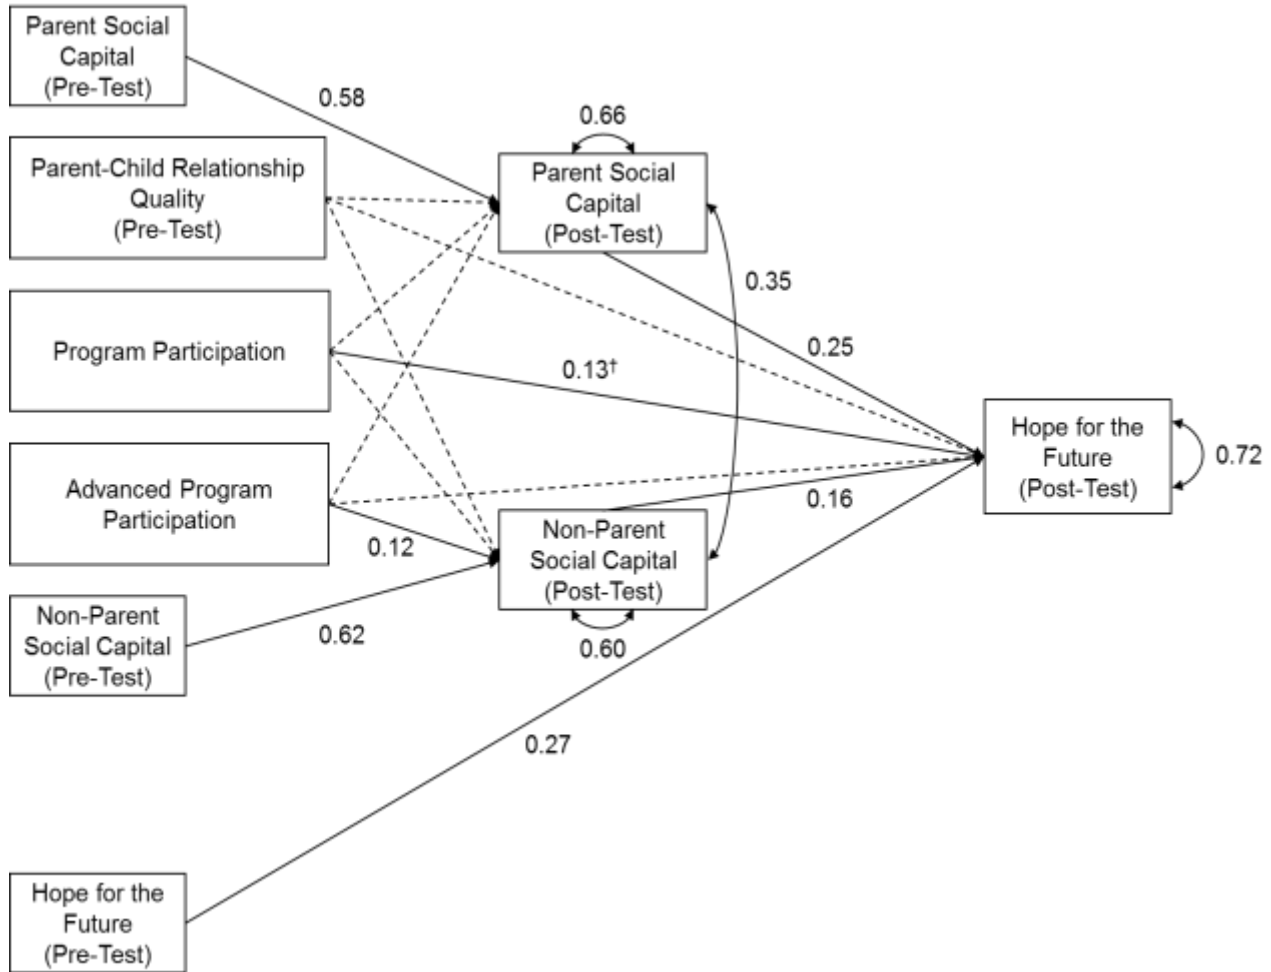 Parent Social
Capital
(Pre-Test)
0.58
0.66
Parent-Child Relationship
Quality
(Pre-Test)
Parent Social
Capital
(Post-Test)
0.35
Program Participation
0.13†
0.25
Hope for the
Future
(Post-Test)
0.72
Advanced Program
Participation
0.12
0.16
Non-Parent
Social Capital
(Post-Test)
0.60
Non-Parent
Social Capital
(Pre-Test)
0.62
0.27
Hope for the
Future
(Pre-Test)